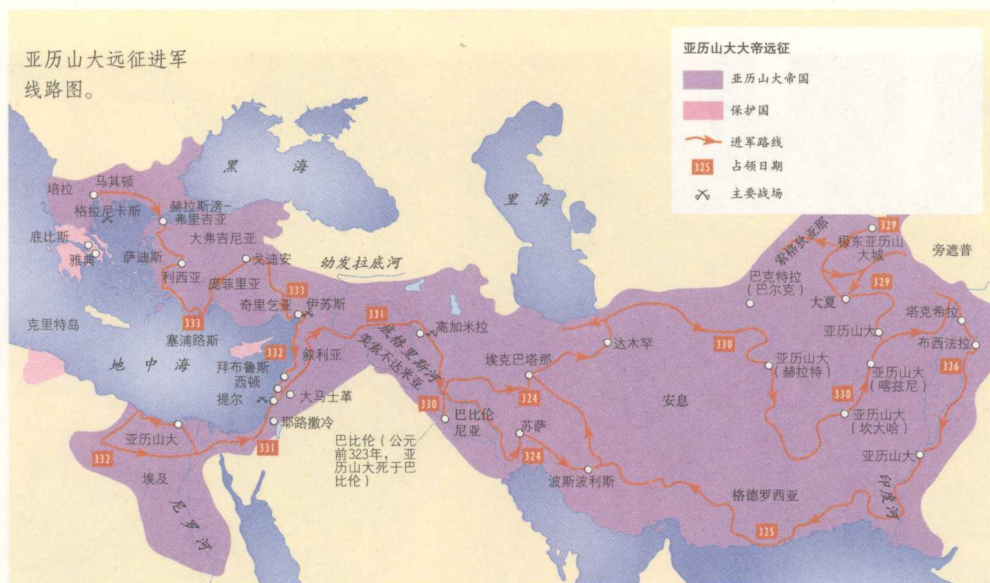 亚历山大远征进军
线路图。
亚历山大大帝远征
亚历山大帝国
保护国
进军路线
325
占领日期
主要战场
黑海
里海
培拉
马其顿
格拉尼卡斯
赫拉斯滂-
弗里吉亚
底比斯
雅典
萨迪斯
大弗吉尼亚
利西亚
戈迪安
庞菲里亚
幼发拉底河
333
奇里乞亚
伊苏斯
333
塞浦路斯
克里特岛
地中海
331
底格里斯河
美索不达米亚
高加米拉
332
叙利亚
拜布鲁斯
西顿
提尔
大马士革
耶路撒冷
331
亚历山大
332
埃及
尼罗河
330
巴比伦
尼亚
巴比伦（公元
前323年，亚
历山大死于巴
比伦）
埃克巴塔那
324
苏萨
324
波斯波利斯
达木罕
330
安息
格德罗西亚
325
索格狄亚那
329
极东亚历山
大城
旁遮普
巴克特拉
（巴尔克）
大夏
329
塔克希拉
亚历山大
布西法拉
326
亚历山大
（赫拉特）
亚历山大
（喀兹尼）
330
亚历山大
（坎大哈）
亚历山大
印度河